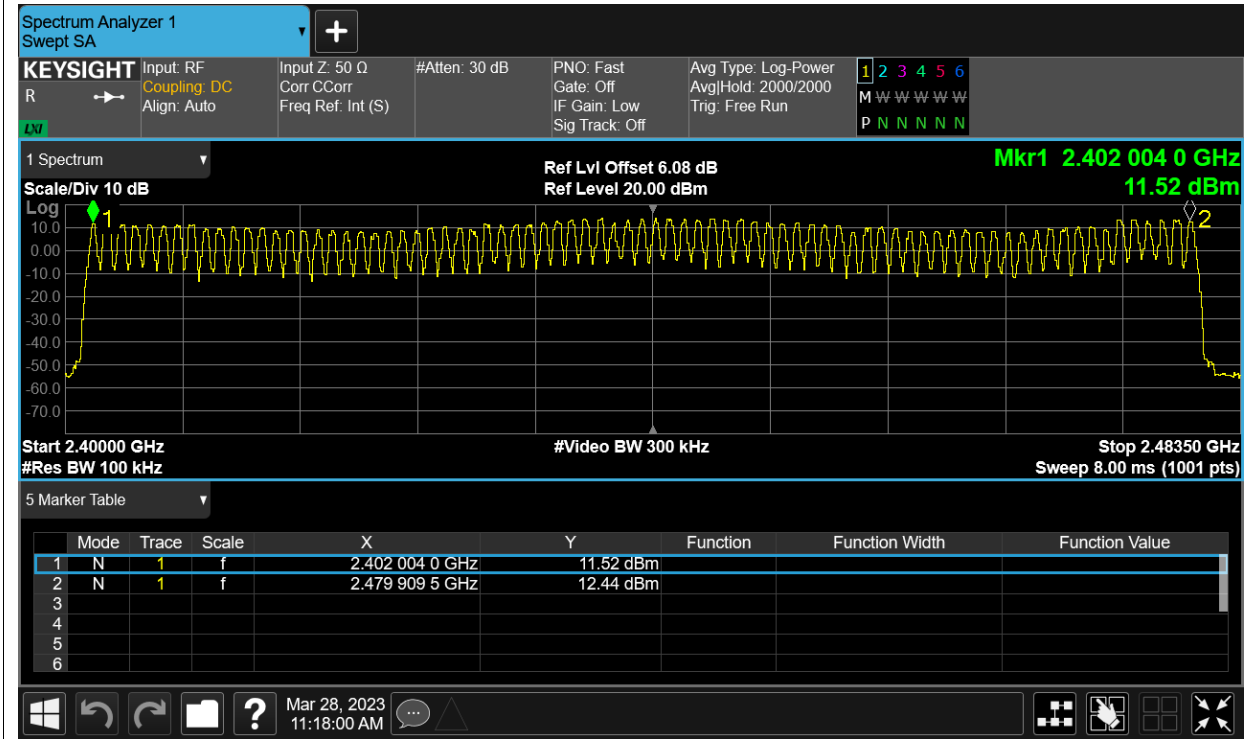 Spectrum Analyzer 1
Swept SA
+
KEYSIGHT Input: RF Input Z: 50 Ω #Atten: 30 dB PNO: Fast Avg Type: Log-Power 1 2 3 4 5 6
R Coupling: DC Corr CCorr Gate: Off Avg|Hold: 2000/2000 M W W W W W
Align: Auto Freq Ref: Int (S) IF Gain: Low Trig: Free Run
LXI Sig Track: Off P N N N N N N
1 Spectrum Ref Lvl Offset 6.08 dB Mkr1 2.402 004 0 GHz
Scale/Div 10 dB Ref Level 20.00 dBm 11.52 dBm
Log 1 2
10.0
0.00
-10.0
-20.0
-30.0
-40.0
-50.0
-60.0
-70.0
Start 2.40000 GHz #Video BW 300 kHz Stop 2.48350 GHz
#Res BW 100 kHz Sweep 8.00 ms (1001 pts)
5 Marker Table
Mode Trace Scale X Y Function Function Width Function Value
1 N 1 f 2.402 004 0 GHz 11.52 dBm
2 N 1 f 2.479 909 5 GHz 12.44 dBm
3
4
5
6
? Mar 28, 2023
11:18:00 AM